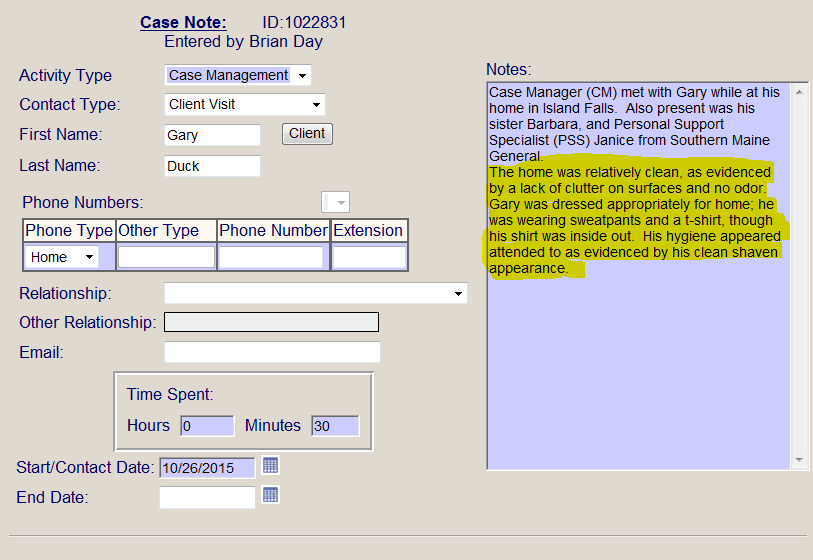 Case Note: ID:1022831
Entered by Brian Day
Activity Type Case Management
Contact Type: Client Visit
First Name: Gary Client
Last Name: Duck
Phone Numbers:
Phone Type Other Type Phone Number Extension
Home
Relationship:
Other Relationship:
Email:
Time Spent:
Hours 0 Minutes 30
Start/Contact Date: 10/26/2015
End Date:
Notes:
Case Manager (CM) met with Gary while at his
home in Island Falls. Also present was his
sister Barbara, and Personal Support
Specialist (PSS) Janice from Southern Maine
General.
The home was relatively clean, as evidenced
by a lack of clutter on surfaces and no odor.
Gary was dressed appropriately for home; he
was wearing sweatpants and a t-shirt, though
his shirt was inside out. His hygiene appeared
attended to as evidenced by his clean shaven
appearance.